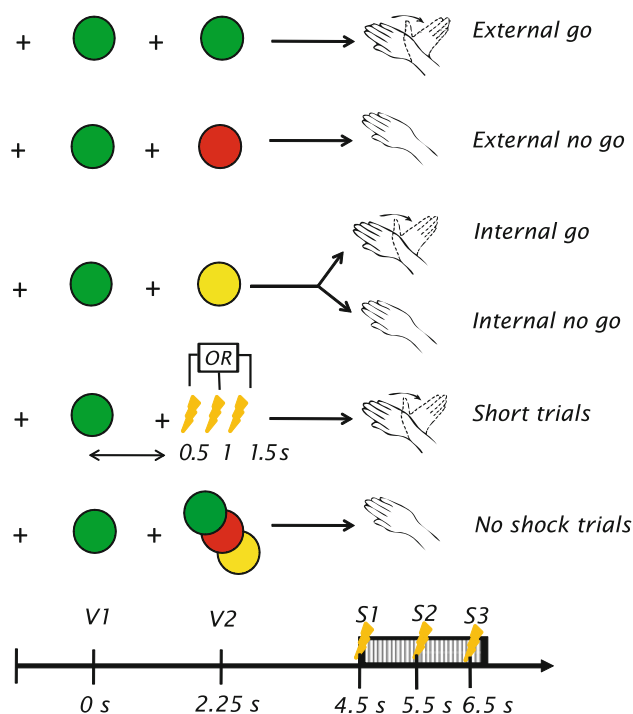 + + External go
+ + External no go
Internal go
+ +
Internal no go
OR
+ + Short trials
0.5 1 1.5 s
+ + No shock trials
V1 V2 S1 S2 S3
0 s 2.25 s 4.5 s 5.5 s 6.5 s